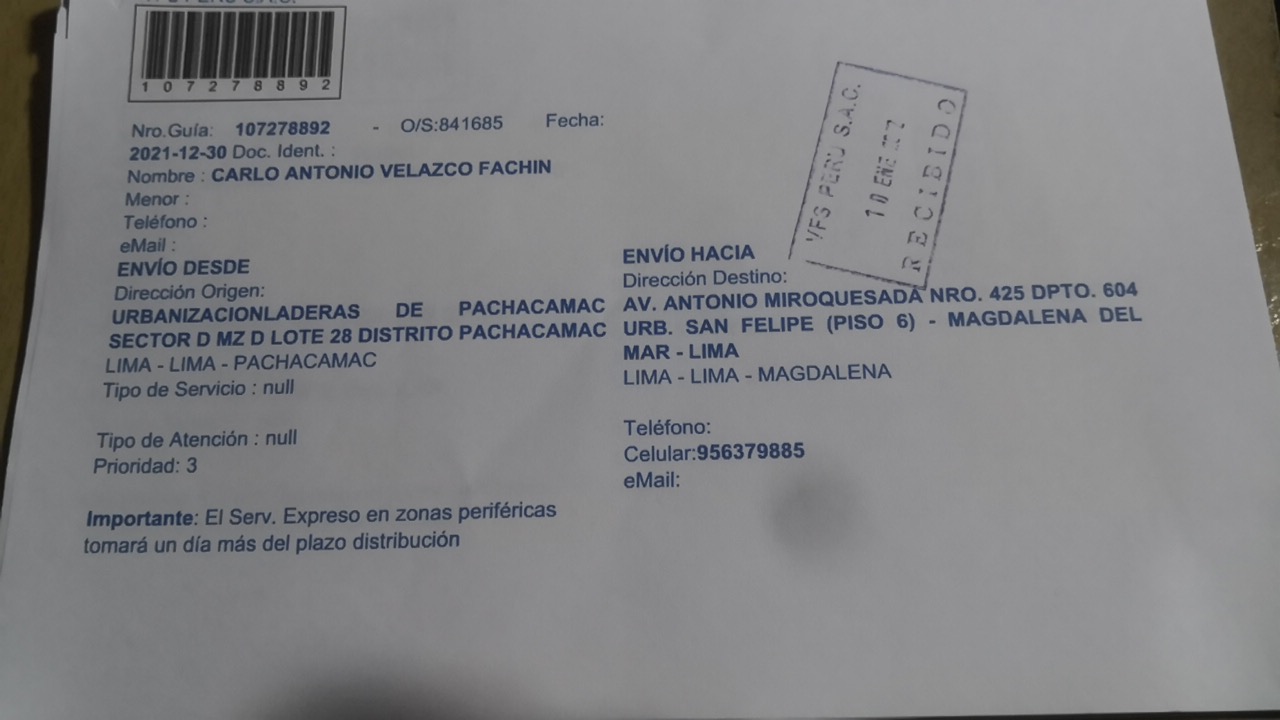 107278892
Nro.Guía: 107278892 - O/S:841685 Fecha:
2021-12-30 Doc. Ident. :
Nombre : CARLO ANTONIO VELAZCO FACHIN
Menor :
Teléfono :
eMail :
ENVÍO DESDE
Dirección Origen:
URBANIZACIONLADERAS DE PACHACAMAC
SECTOR D MZ D LOTE 28 DISTRITO PACHACAMAC
LIMA - LIMA - PACHACAMAC
Tipo de Servicio : null
Tipo de Atención : null
Prioridad: 3
Importante: El Serv. Expreso en zonas periféricas
tomará un día más del plazo distribución
ENVÍO HACIA
Dirección Destino:
AV. ANTONIO MIROQUESADA NRO. 425 DPTO. 604
URB. SAN FELIPE (PISO 6) - MAGDALENA DEL
MAR - LIMA
LIMA - LIMA - MAGDALENA
Teléfono:
Celular:956379885
eMail:
VFS PERU S.A.C.
10 ENE
RECIBIDO